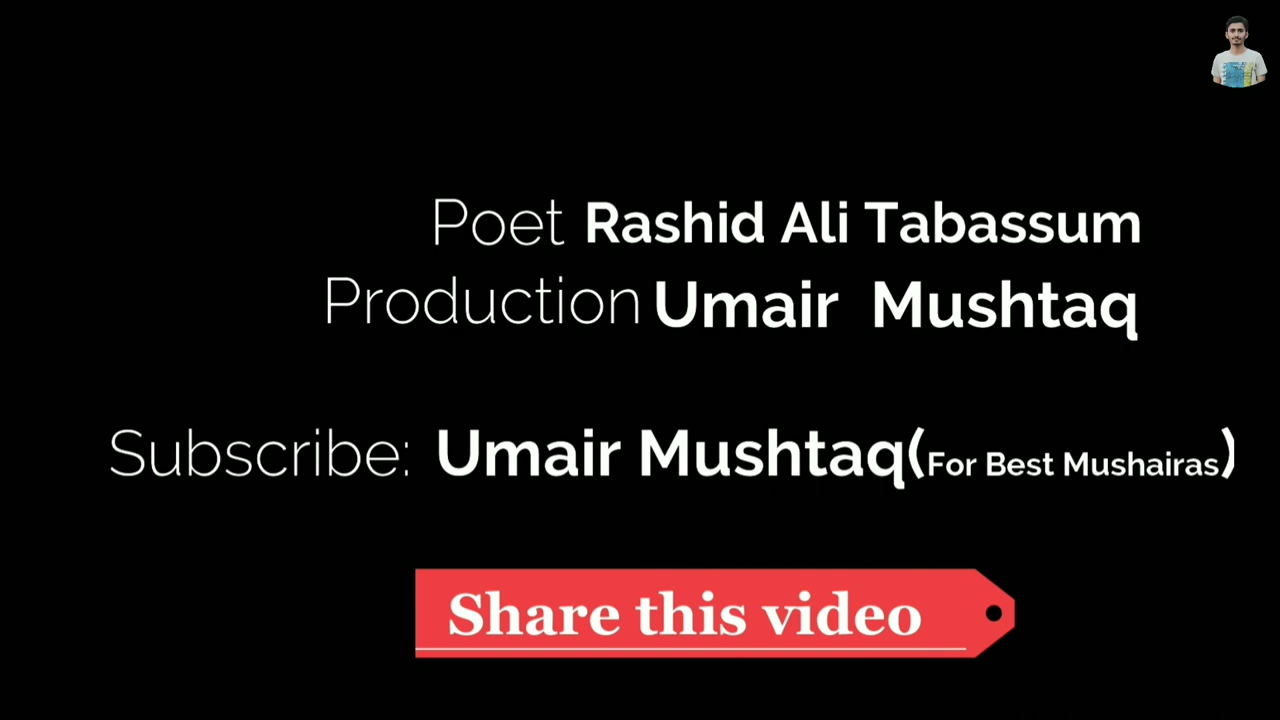 Poet Rashid Ali Tabassum
Production Umair Mushtaq
Subscribe: Umair Mushtaq(For Best Mushairas)
Share this video